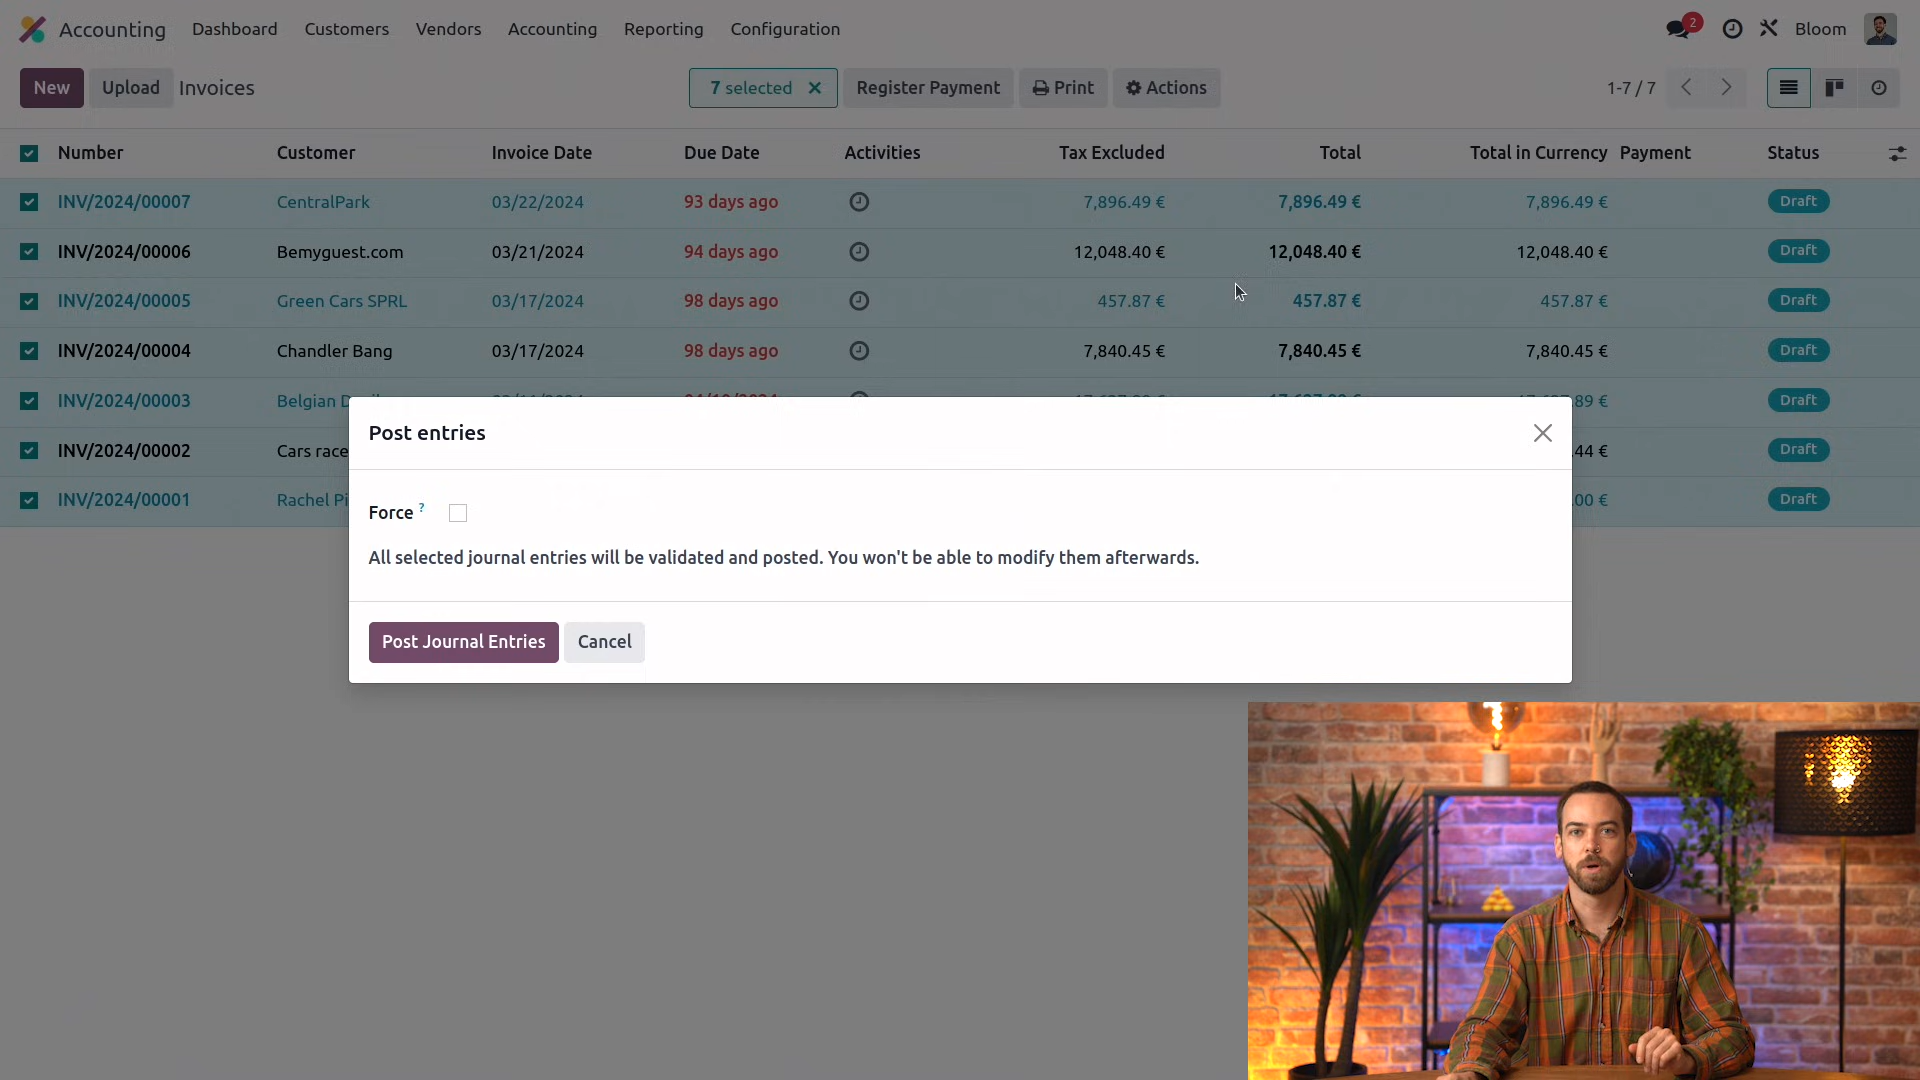 Accounting Dashboard Customers Vendors Accounting Reporting Configuration 2 Bloom
New Upload Invoices 7 selected Register Payment Print Actions 1-7 / 7
Number Customer Invoice Date Due Date Activities Tax Excluded Total Total in Currency Payment Status
INV/2024/00007 CentralPark 03/22/2024 93 days ago 7,896.49 € 7,896.49 € 7,896.49 € Draft
INV/2024/00006 Bemyguest.com 03/21/2024 94 days ago 12,048.40 € 12,048.40 € 12,048.40 € Draft
INV/2024/00005 Green Cars SPRL 03/17/2024 98 days ago 457.87 € 457.87 € 457.87 € Draft
INV/2024/00004 Chandler Bang 03/17/2024 98 days ago 7,840.45 € 7,840.45 € 7,840.45 € Draft
INV/2024/00003 Belgian 89 € Draft
INV/2024/00002 Cars race 44 € Draft
INV/2024/00001 Rachel 00 € Draft
Post entries
Force ?
All selected journal entries will be validated and posted. You won't be able to modify them afterwards.
Post Journal Entries Cancel